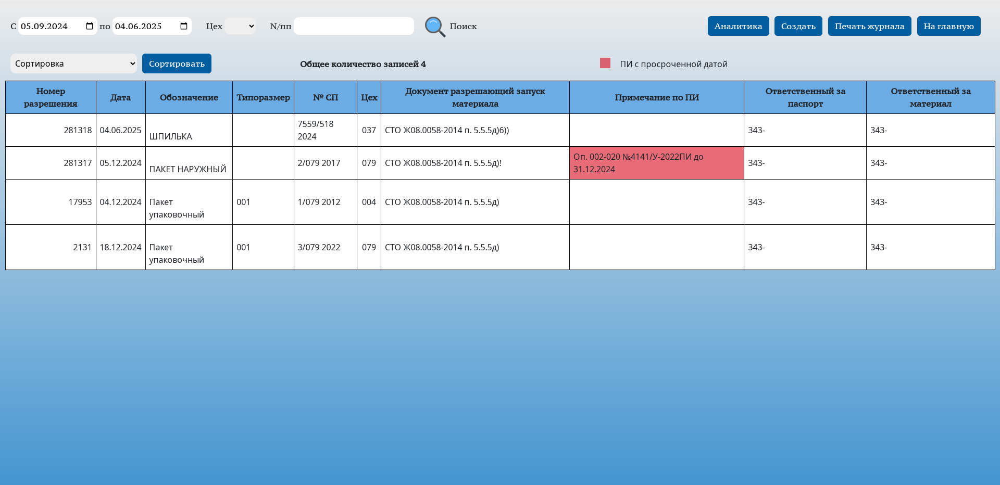 С 05.09.2024 по 04.06.2025 Цех N/пп Поиск Аналитика Создать Печать журнала На главную
Сортировка Сортировать Общее количество записей 4 ПИ с просроченной датой
Номер разрешения Дата Обозначение Типоразмер № СП Цех Документ разрешающий запуск материала Примечание по ПИ Ответственный за паспорт Ответственный за материал
281318 04.06.2025 ШПИЛЬКА 7559/518 2024 037 СТО Ж08.0058-2014 п. 5.5.5д)6)) 343- 343-
281317 05.12.2024 ПАКЕТ НАРУЖНЫЙ 2/079 2017 079 СТО Ж08.0058-2014 п. 5.5.5д)! Оп. 002-020 №4141/У-2022ПИ до 31.12.2024 343- 343-
17953 04.12.2024 Пакет упаковочный 001 1/079 2012 004 СТО Ж08.0058-2014 п. 5.5.5д) 343- 343-
2131 18.12.2024 Пакет упаковочный 001 3/079 2022 079 СТО Ж08.0058-2014 п. 5.5.5д) 343- 343-